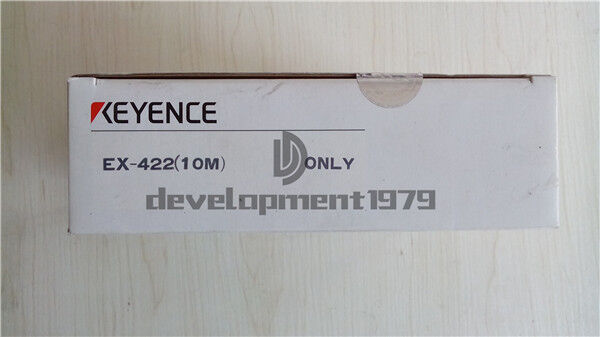 KEYENCE
EX-422(10M) ONLY
development1979